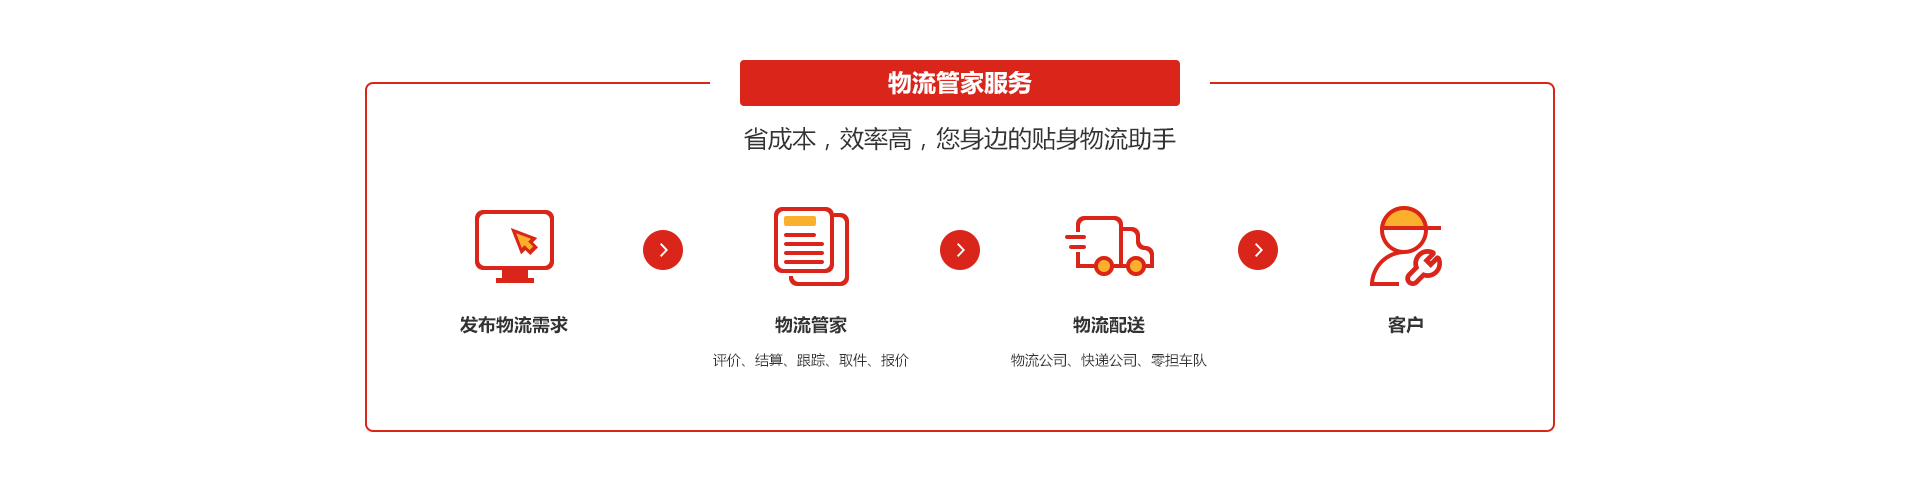 物流管家服务
省成本，效率高，您身边的贴身物流助手
发布物流需求
物流管家
物流配送
客户
评价、结算、跟踪、取件、报价
物流公司、快递公司、零担车队